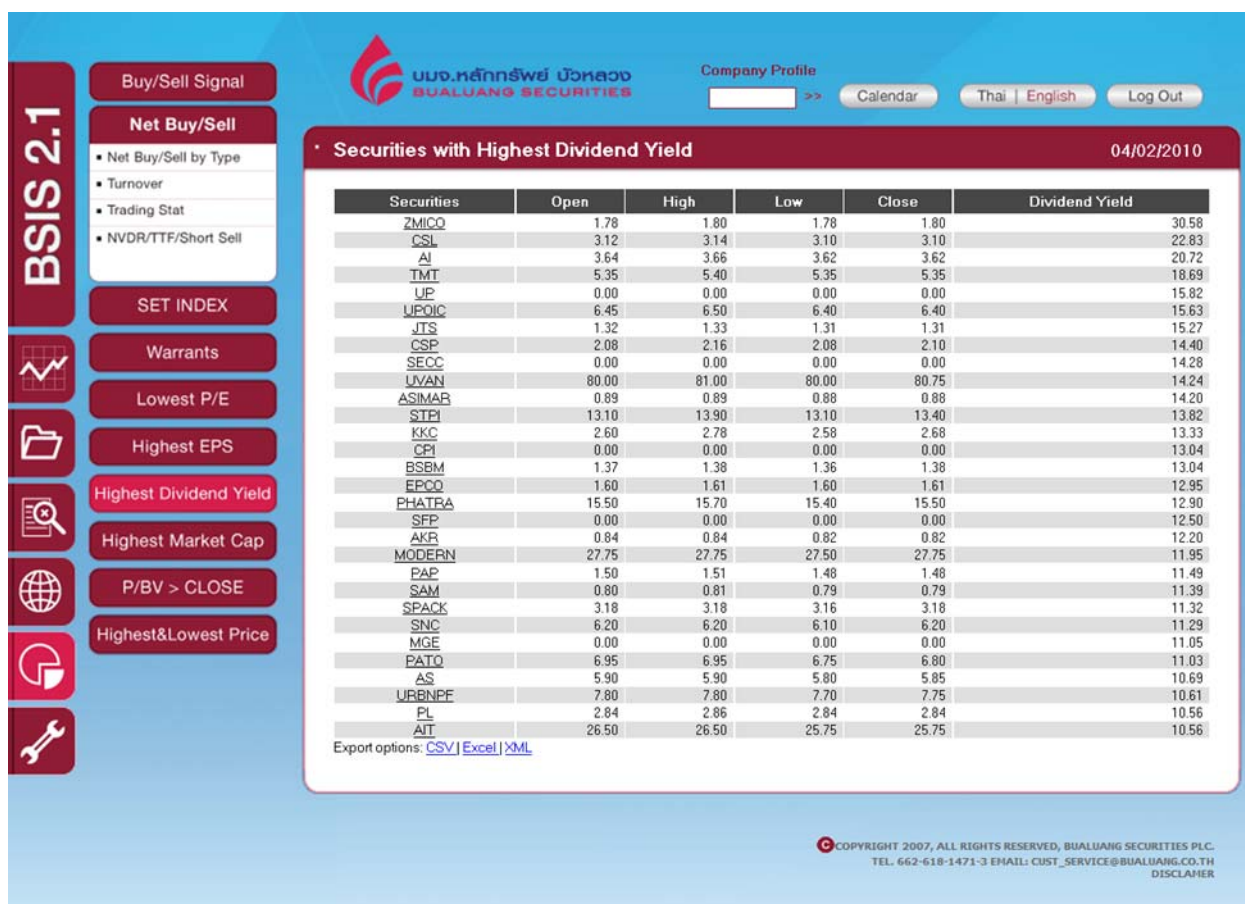 BSIS 2.1
Buy/Sell Signal
Net Buy/Sell
▪ Net Buy/Sell by Type
▪ Turnover
▪ Trading Stat
▪ NVDR/TTF/Short Sell
SET INDEX
Warrants
Lowest P/E
Highest EPS
Highest Dividend Yield
Highest Market Cap
P/BV > CLOSE
Highest&Lowest Price
บมจ.หลักทรัพย์ บัวหลวง
BUALUANG SECURITIES
Company Profile
>> Calendar Thai | English Log Out
Securities with Highest Dividend Yield 04/02/2010
Securities Open High Low Close Dividend Yield
ZMICO 1.78 1.80 1.78 1.80 30.58
CSL 3.12 3.14 3.10 3.10 22.83
AI 3.64 3.66 3.62 3.62 20.72
TMT 5.35 5.40 5.35 5.35 18.69
UP 0.00 0.00 0.00 0.00 15.82
UPOIC 6.45 6.50 6.40 6.40 15.63
JTS 1.32 1.33 1.31 1.31 15.27
CSP 2.08 2.16 2.08 2.10 14.40
SECC 0.00 0.00 0.00 0.00 14.28
UVAN 80.00 81.00 80.00 80.75 14.24
ASIMAR 0.89 0.89 0.88 0.88 14.20
STPI 13.10 13.90 13.10 13.40 13.82
KKC 2.60 2.78 2.58 2.68 13.33
CPI 0.00 0.00 0.00 0.00 13.04
BSBM 1.37 1.38 1.36 1.38 13.04
EPCO 1.60 1.61 1.60 1.61 12.95
PHATRA 15.50 15.70 15.40 15.50 12.90
SFP 0.00 0.00 0.00 0.00 12.50
AKR 0.84 0.84 0.82 0.82 12.20
MODERN 27.75 27.75 27.50 27.75 11.95
PAP 1.50 1.51 1.48 1.48 11.49
SAM 0.80 0.81 0.79 0.79 11.39
SPACK 3.18 3.18 3.16 3.18 11.32
SNC 6.20 6.20 6.10 6.20 11.29
MGE 0.00 0.00 0.00 0.00 11.05
PATO 6.95 6.95 6.75 6.80 11.03
AS 5.90 5.90 5.80 5.85 10.69
URBNPF 7.80 7.80 7.70 7.75 10.61
PL 2.84 2.86 2.84 2.84 10.56
AIT 26.50 26.50 25.75 25.75 10.56
Export options: CSV | Excel | XML
C COPYRIGHT 2007, ALL RIGHTS RESERVED, BUALUANG SECURITIES PLC.
TEL. 662-618-1471-3 EMAIL: CUST_SERVICE@BUALUANG.CO.TH
DISCLAMER